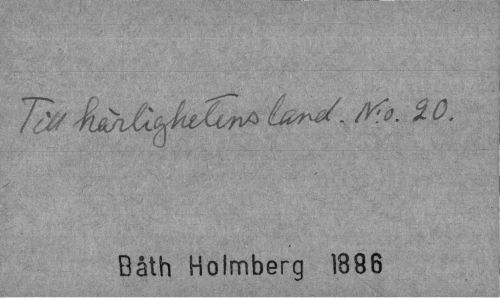 Till härlighetens land. N:o. 20.
Båth Holmberg 1886